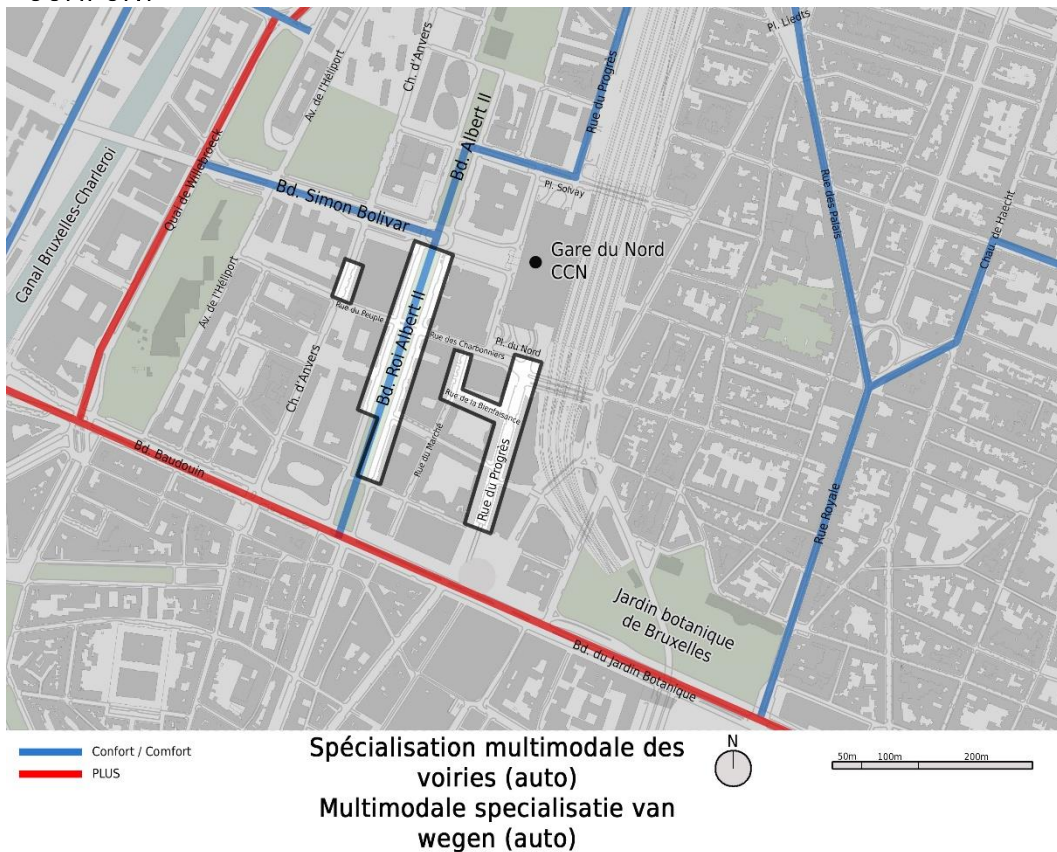 Pl. Liedts
Ch. d'Anvers
Av. de l'Héliport
Rue du Progrès
Bd. Albert II
Quai de Willebroeck
Rue des Palais
Pl. Solvay
Bd. Simon Bolivar
Chau. de Haecht
Canal Bruxelles-Charleroi
Gare du Nord
CCN
Av. de l'Héliport
Rue du Peuple
Bd. Roi Albert II
Rue des Charbonniers
Pl. du Nord
Ch. d'Anvers
Rue de la Bienfaisance
Rue du Marché
Bd. Baudouin
Rue du Progrès
Rue Royale
Jardin botanique
de Bruxelles
Bd. du Jardin Botanique
Confort / Comfort
PLUS
Spécialisation multimodale des
voiries (auto)
Multimodale specialisatie van
wegen (auto)
N
50m 100m 200m